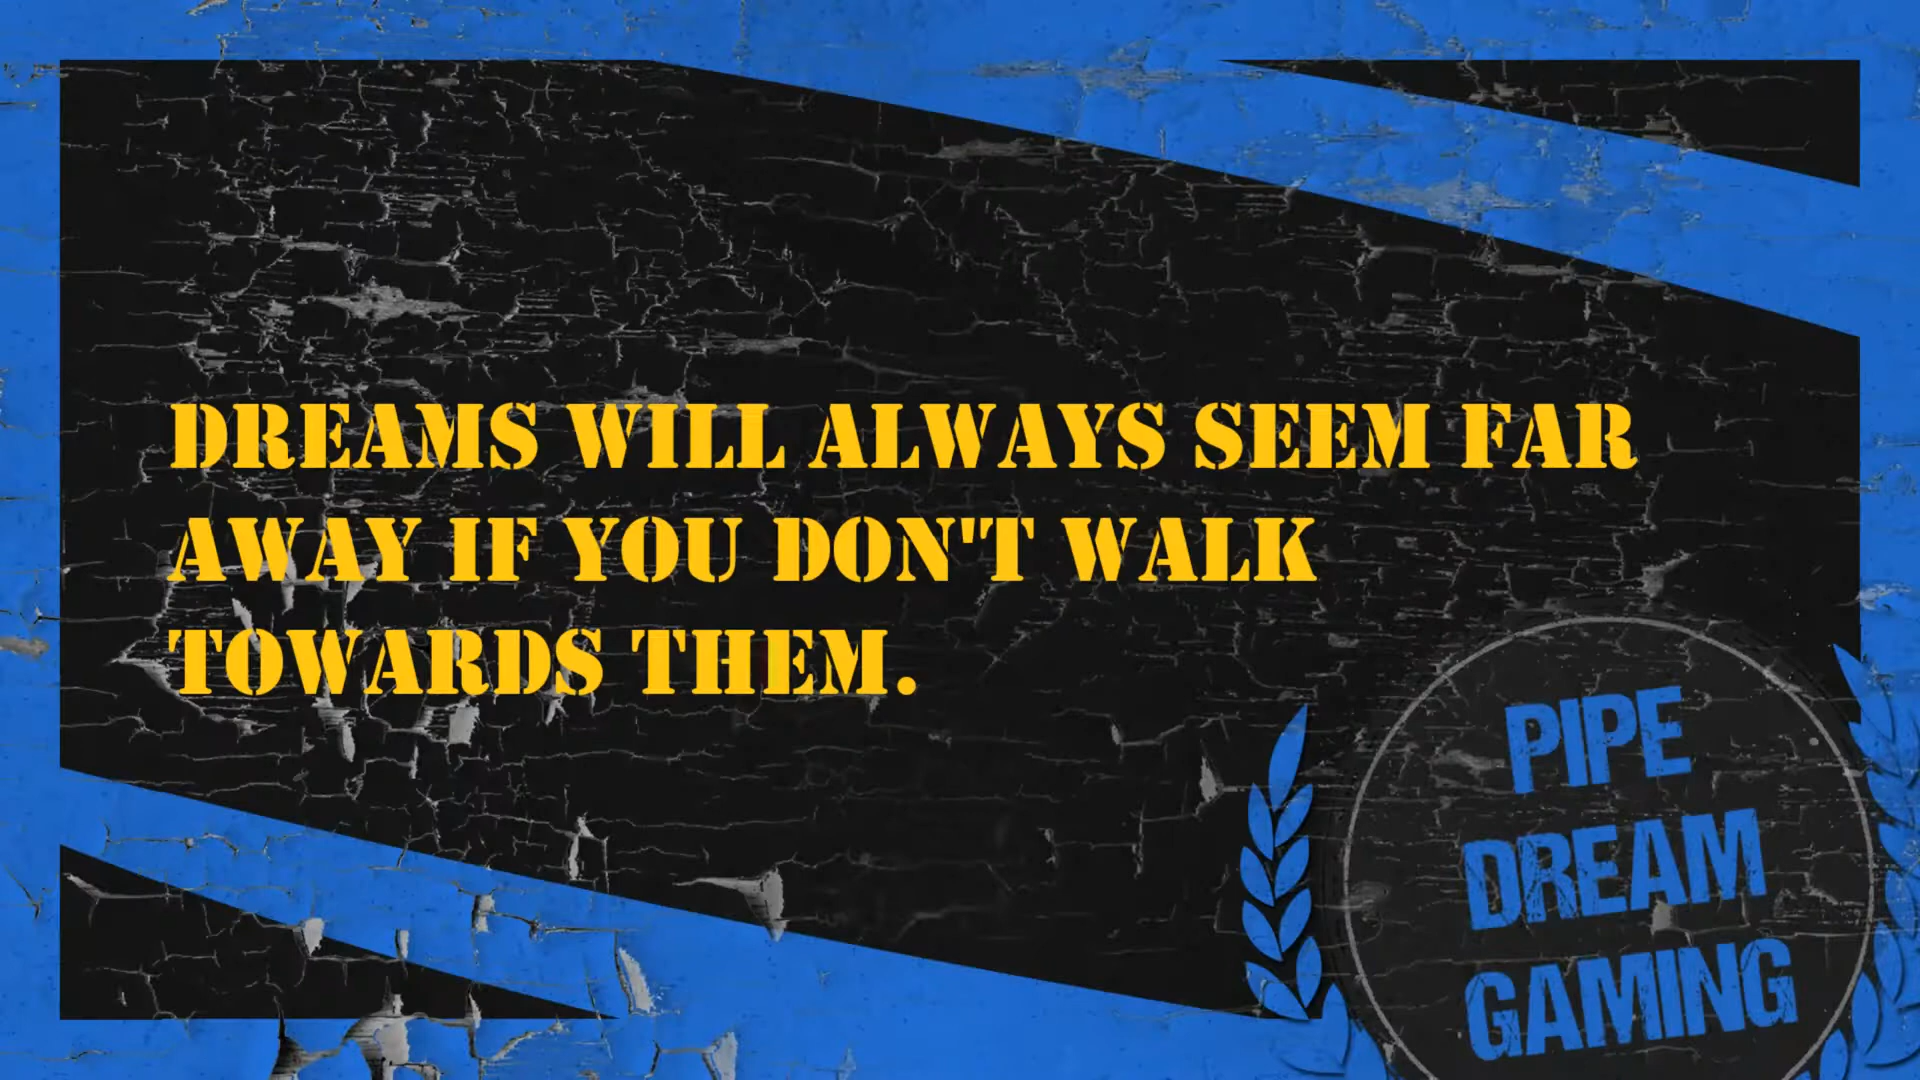 DREAMS WILL ALWAYS SEEM FAR
AWAY IF YOU DON'T WALK
TOWARDS THEM.
PIPE
DREAM
GAMING